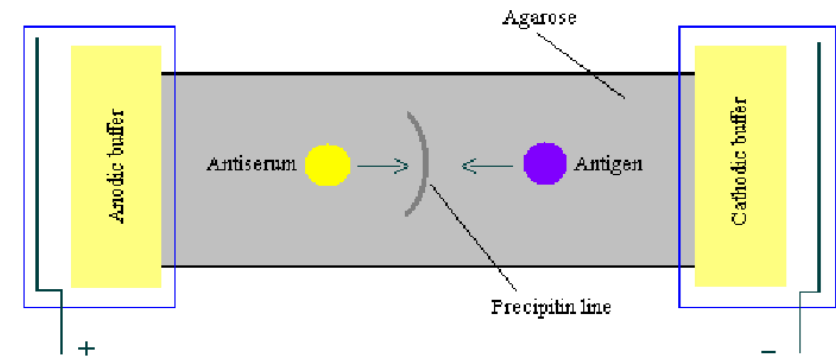 Agarose
Anodic buffer
Antiserum
Antigen
Cathodic buffer
Precipitin line
+
-